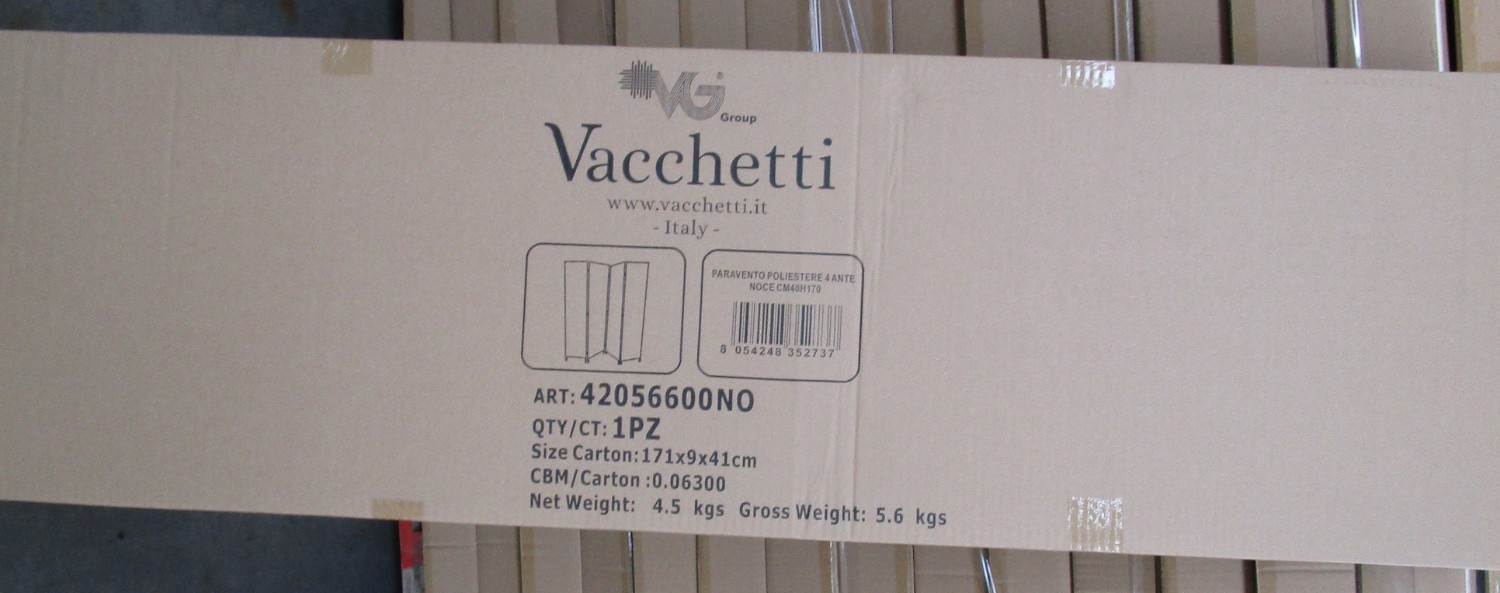 VGi
Group
Vacchetti
www.vacchetti.it
- Italy -
PARAVENTO POLIESTERE 4 ANTE
NOCE CM40H170
8 054248 352737
ART: 42056600NO
QTY/CT: 1PZ
Size Carton:171x9x41cm
CBM/Carton :0.06300
Net Weight: 4.5 kgs Gross Weight: 5.6 kgs